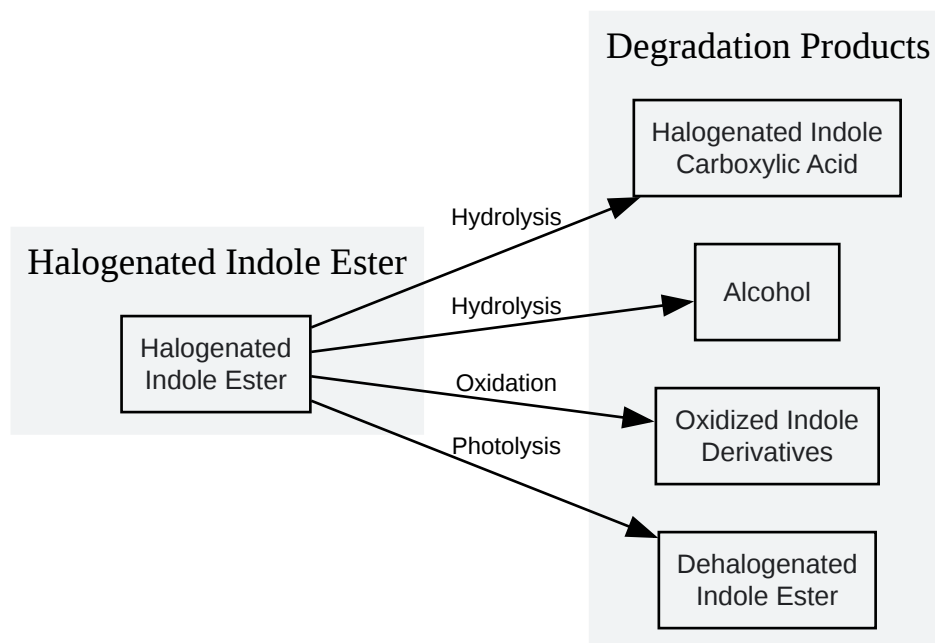 Degradation Products
Halogenated Indole
Carboxylic Acid
Hydrolysis
Halogenated Indole Ester
Alcohol
Hydrolysis
Halogenated
Indole Ester
Oxidation
Oxidized Indole
Derivatives
Photolysis
Dehalogenated
Indole Ester